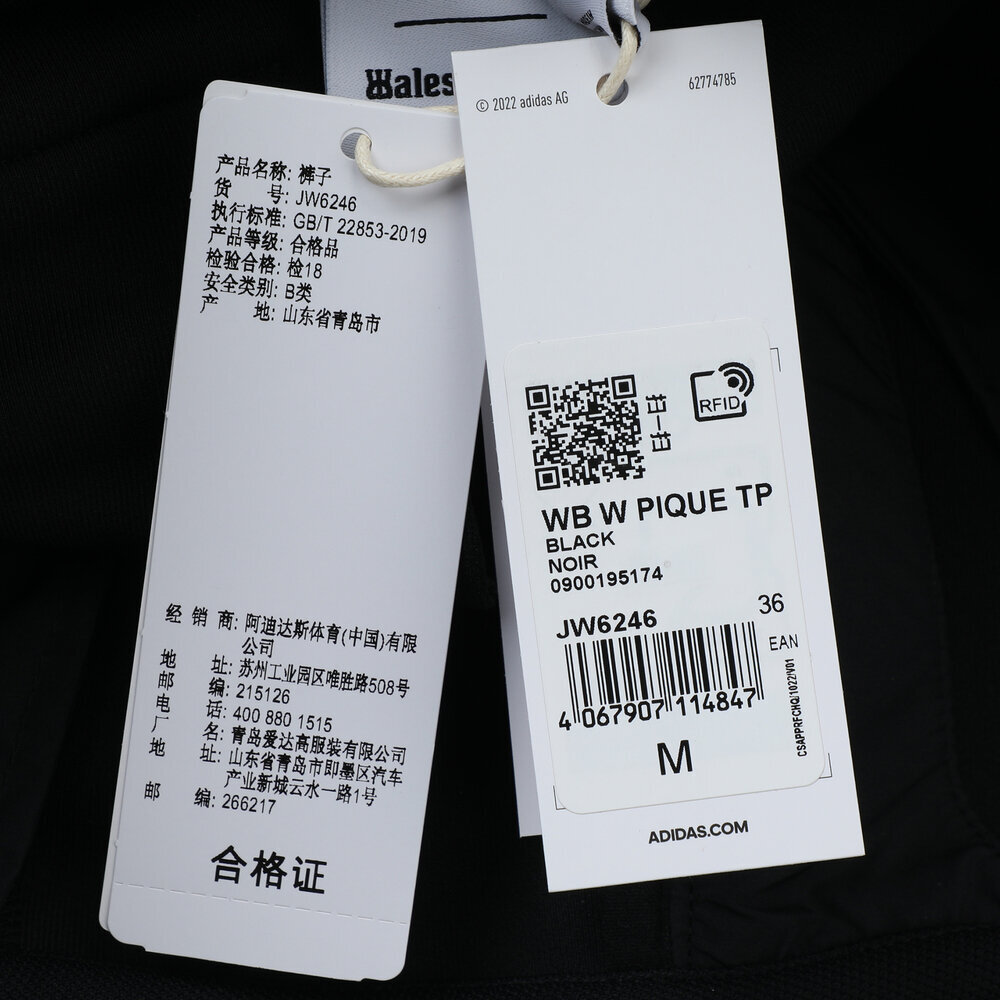 Wales
产品名称: 裤子
货 号: JW6246
执行标准: GB/T 22853-2019
产品等级: 合格品
检验合格: 检18
安全类别: B类
产 地: 山东省青岛市
经 销 商: 阿迪达斯体育(中国)有限
公司
地 址: 苏州工业园区唯胜路508号
邮 编: 215126
电 话: 400 880 1515
厂 名: 青岛爱达高服装有限公司
地 址: 山东省青岛市即墨区汽车
产业新城云水一路1号
邮 编: 266217
合格证
© 2022 adidas AG
62774785
RFID
WB W PIQUE TP
BLACK
NOIR
0900195174
JW6246
36
EAN
4 067907 114847
CSAPPRFCHQ/1022/V01
M
ADIDAS.COM